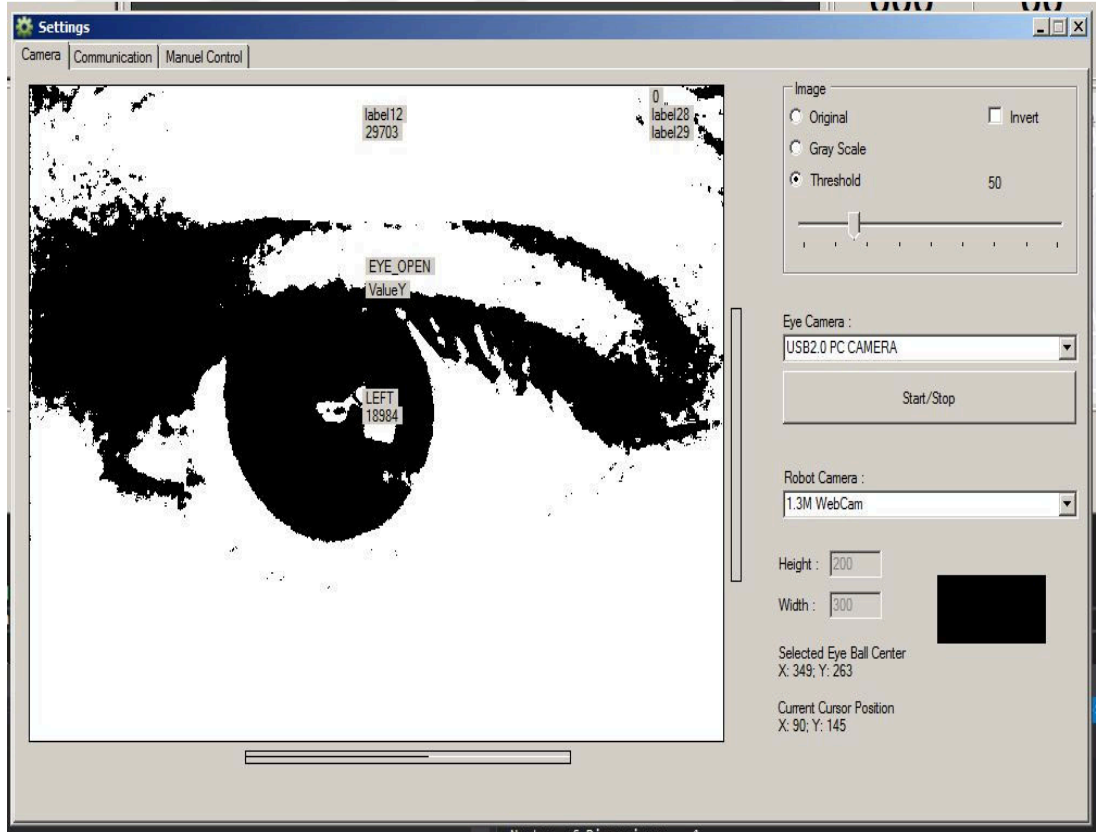 000 00
Settings
Camera Communication Manuel Control
label12
29703
0
label28
label29
EYE_OPEN
ValueY
LEFT
18984
Image
Original Invert
Gray Scale
Threshold 50
Eye Camera :
USB2.0 PC CAMERA
Start/Stop
Robot Camera :
1.3M WebCam
Height : 200
Width : 300
Selected Eye Ball Center
X: 349; Y: 263
Current Cursor Position
X: 90; Y: 145